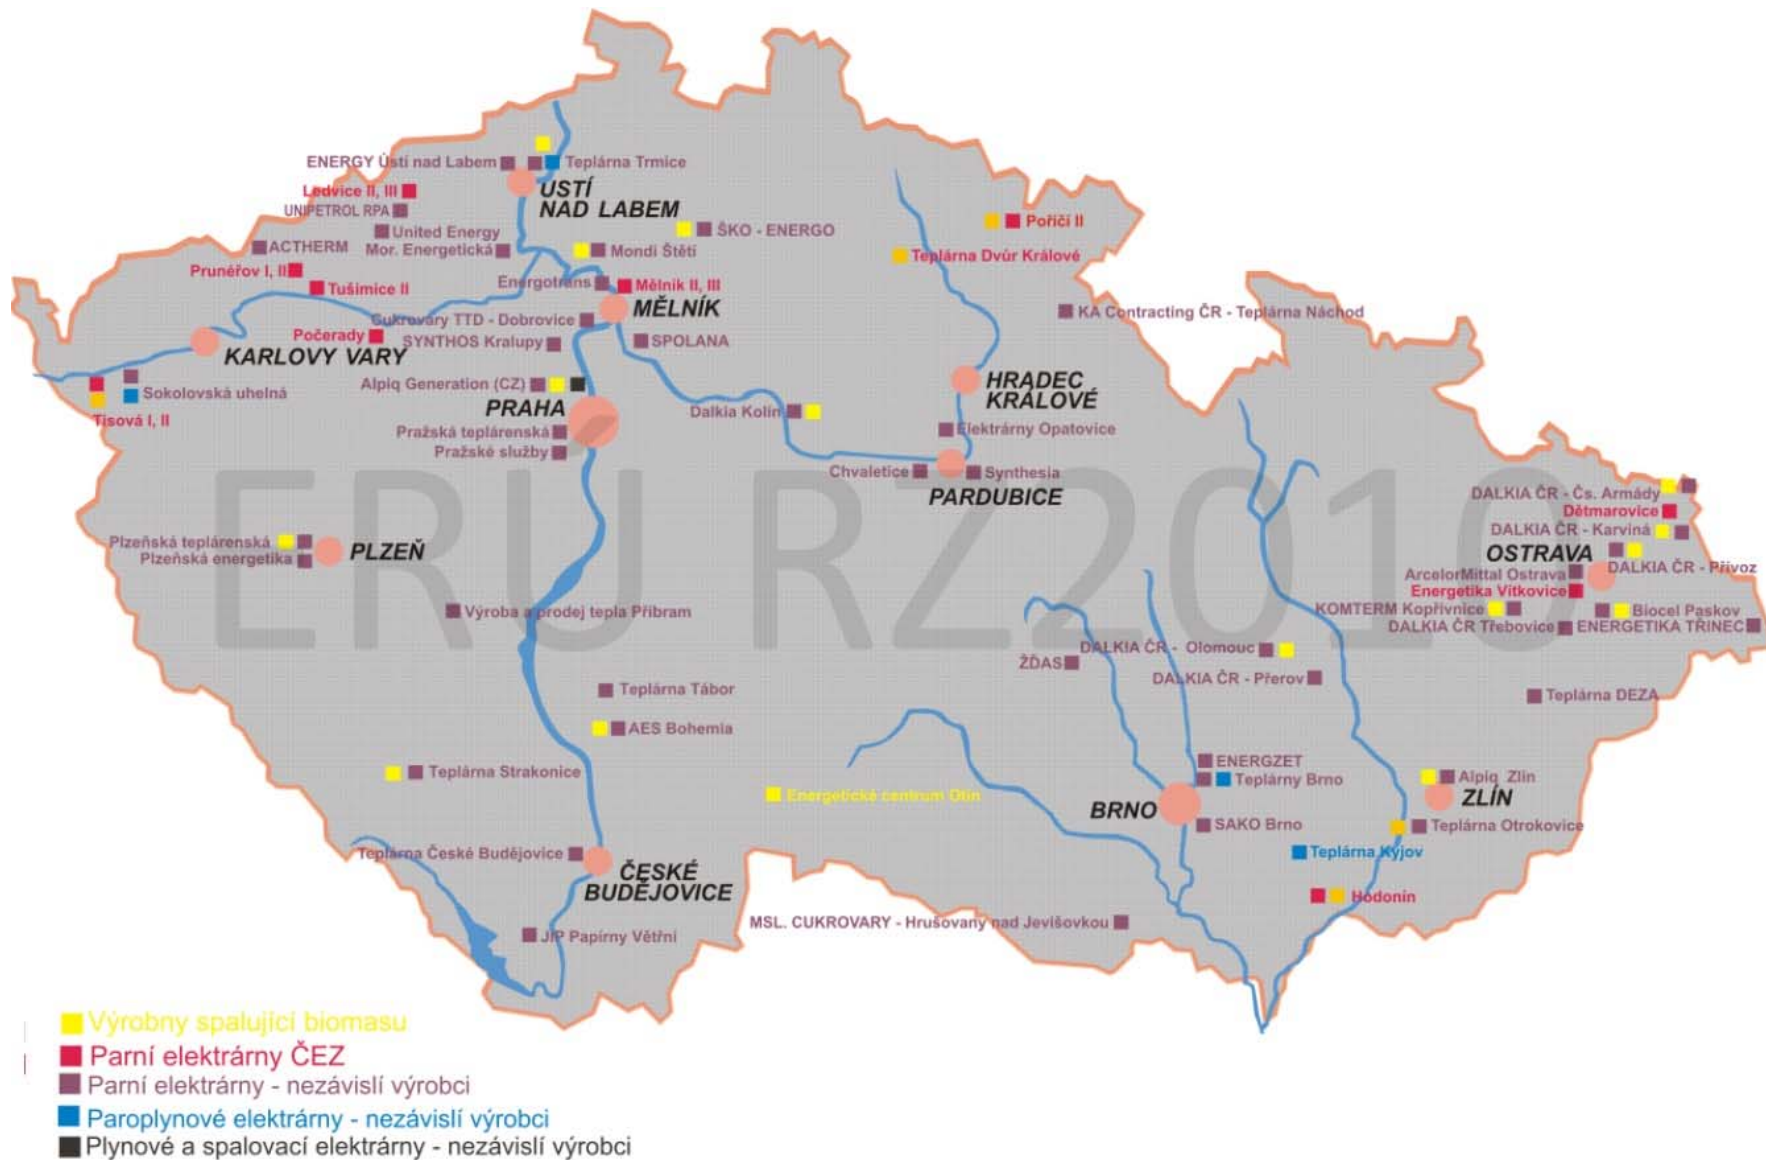 ENERGY Ústí nad Labem
Teplárna Trmice
Ledvice II, III
USTÍ
NAD LABEM
UNIPETROL RPA
United Energy
ŠKO - ENERGO
Poříčí II
ACTHERM
Mor. Energetická
Mondi Štětí
Teplárna Dvůr Králové
Prunéřov I, II
Tušimice II
Energotrans
Mělník II, III
MĚLNÍK
Cukrovary TTD - Dobrovice
KA Contracting ČR - Teplárna Náchod
Počerady
SYNTHOS Kralupy
SPOLANA
KARLOVY VARY
Sokolovská uhelná
Alpiq Generation (CZ)
HRADEC
KRÁLOVÉ
Tisová I, II
PRAHA
Dalkia Kolín
Pražská teplárenská
Elektrárny Opatovice
Pražské služby
Chvaletice
Synthesia
PARDUBICE
ERU RZ2010
DALKIA ČR - Čs. Armády
Dětmarovice
DALKIA ČR - Karviná
Plzeňská teplárenská
PLZEŇ
Plzeňská energetika
OSTRAVA
DALKIA ČR - Přívoz
ArcelorMittal Ostrava
Energetika Vítkovice
KOMTERM Kopřivnice
Biocel Paskov
Výroba a prodej tepla Příbram
DALKIA ČR Třebovice
ENERGETIKA TŘINEC
DALKIA ČR - Olomouc
ŽĎAS
DALKIA ČR - Přerov
Teplárna Tábor
Teplárna DEZA
AES Bohemia
Teplárna Strakonice
ENERGZET
Teplárny Brno
Alpiq Zlín
Energetické centrum Otín
ZLÍN
BRNO
SAKO Brno
Teplárna Otrokovice
Teplárna České Budějovice
Teplárna Kyjov
ČESKÉ
BUDĚJOVICE
Hodonín
MSL. CUKROVARY - Hrušovany nad Jevišovkou
JIP Papírny Větřní
Výrobny spalující biomasu
Parní elektrárny ČEZ
Parní elektrárny - nezávislí výrobci
Paroplynové elektrárny - nezávislí výrobci
Plynové a spalovací elektrárny - nezávislí výrobci